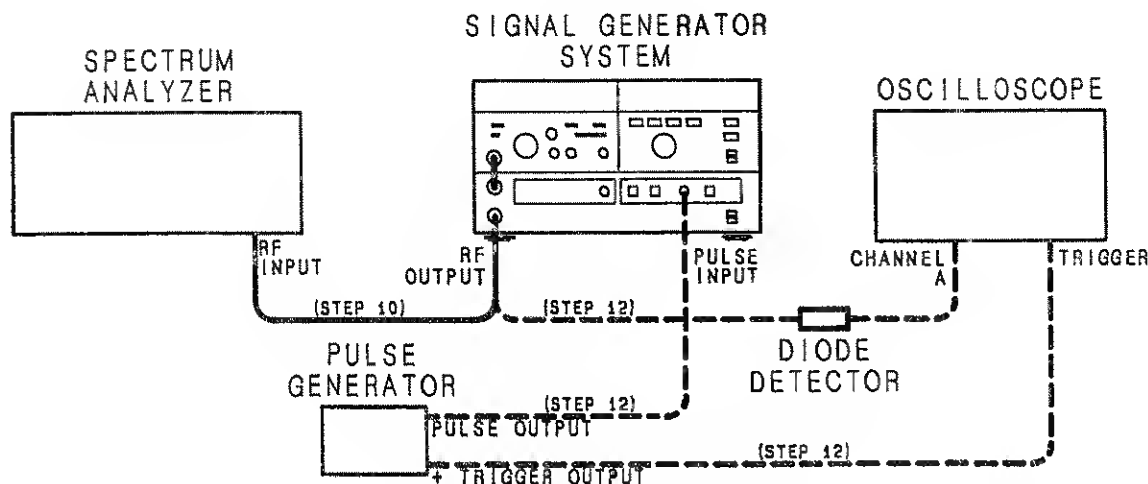 SIGNAL GENERATOR
SYSTEM
SPECTRUM
ANALYZER
OSCILLOSCOPE
RF
INPUT
RF
OUTPUT
PULSE
INPUT
CHANNEL
A
TRIGGER
(STEP 10)
(STEP 12)
DIODE
DETECTOR
PULSE
GENERATOR
(STEP 12)
PULSE OUTPUT
(STEP 12)
+ TRIGGER OUTPUT